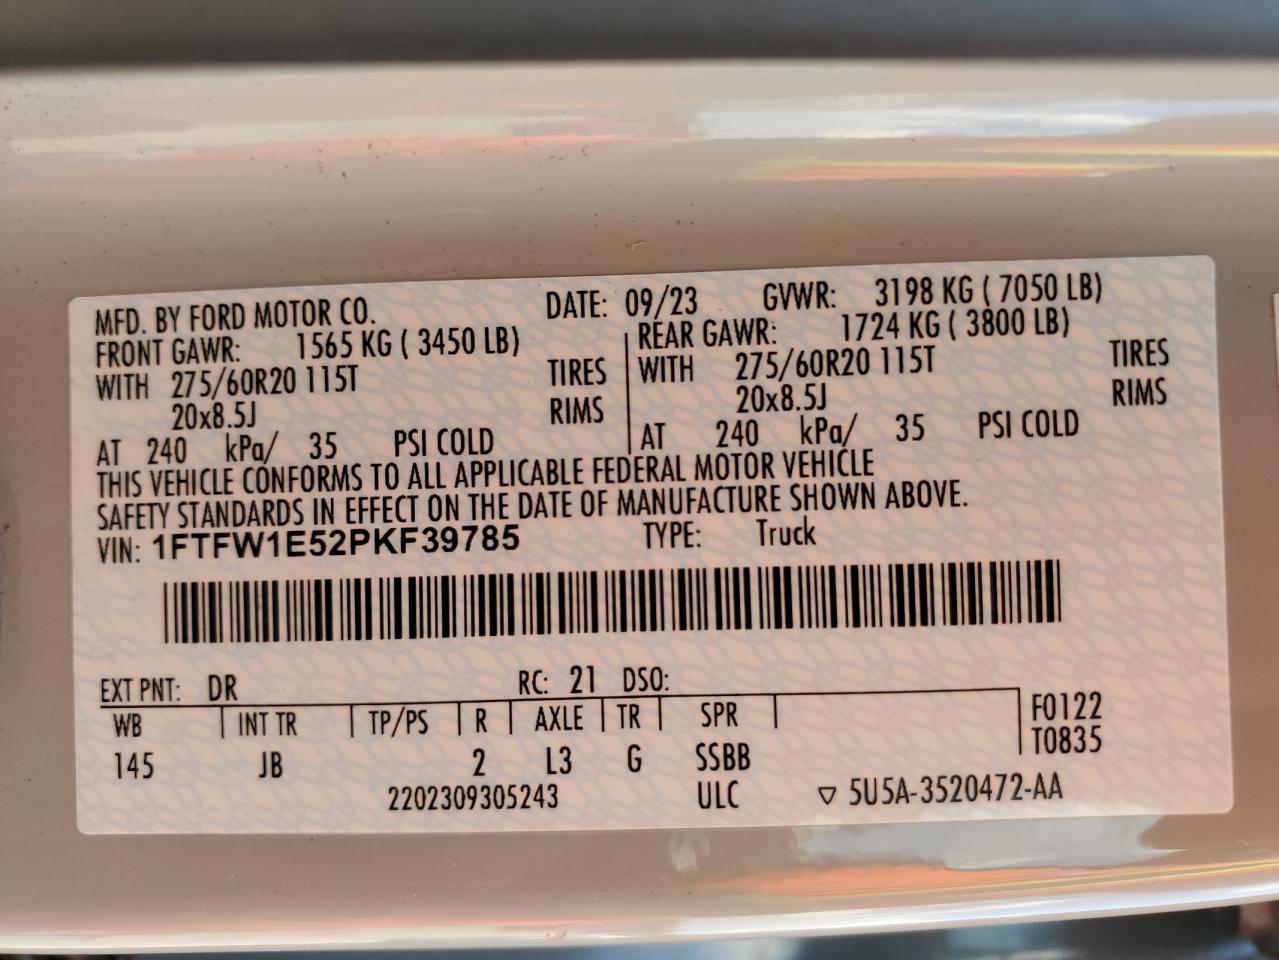 MFD. BY FORD MOTOR CO. DATE: 09/23 GVWR: 3198 KG ( 7050 LB)
FRONT GAWR: 1565 KG ( 3450 LB) REAR GAWR: 1724 KG ( 3800 LB)
WITH 275/60R20 115T TIRES WITH 275/60R20 115T TIRES
20x8.5J RIMS 20x8.5J RIMS
AT 240 kPa/ 35 PSI COLD AT 240 kPa/ 35 PSI COLD
THIS VEHICLE CONFORMS TO ALL APPLICABLE FEDERAL MOTOR VEHICLE
SAFETY STANDARDS IN EFFECT ON THE DATE OF MANUFACTURE SHOWN ABOVE.
VIN: 1FTFW1E52PKF39785 TYPE: Truck
EXT PNT: DR RC: 21 DSO:
WB INT TR TP/PS R AXLE TR SPR F0122
145 JB 2 L3 G SSBB T0835
2202309305243 ULC ▽ 5U5A-3520472-AA